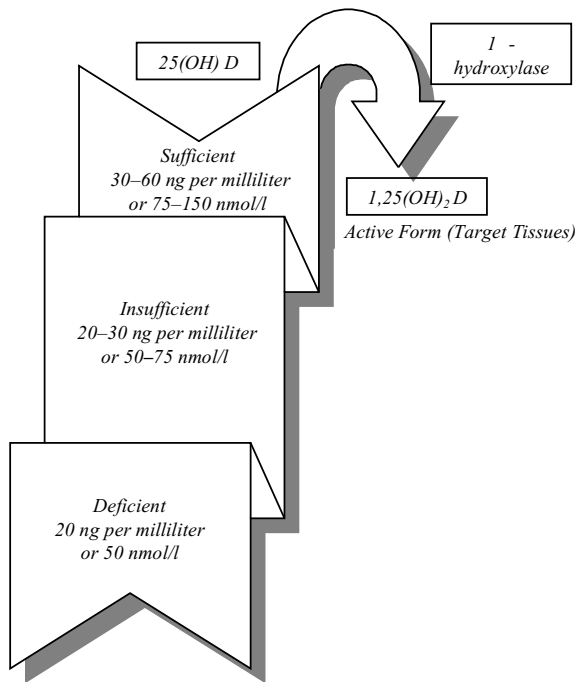 25(OH) D
1 -
hydroxylase
Sufficient
30–60 ng per milliliter
or 75–150 nmol/l
1,25(OH)₂ D
Active Form (Target Tissues)
Insufficient
20–30 ng per milliliter
or 50–75 nmol/l
Deficient
20 ng per milliliter
or 50 nmol/l